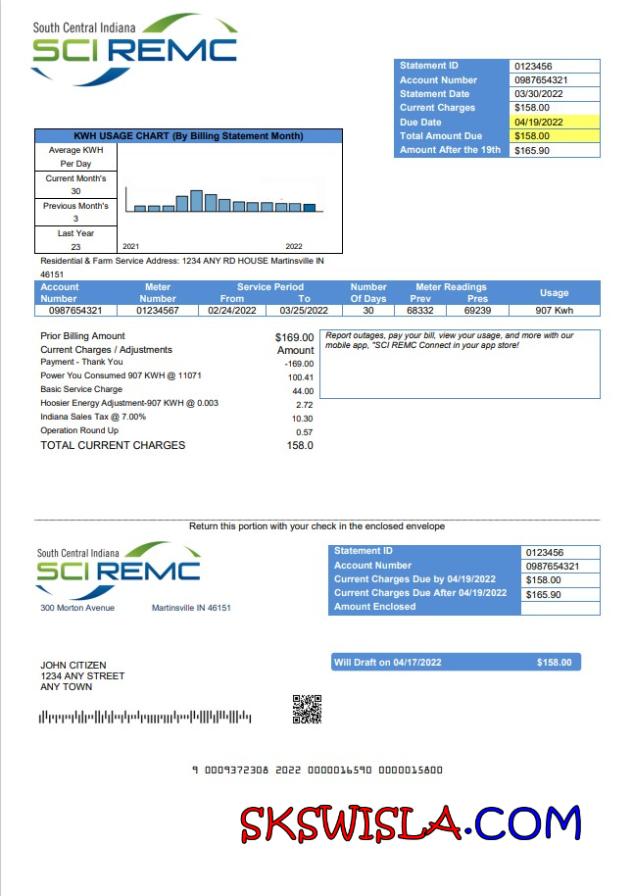 South Central Indiana
SCI REMC
Statement ID 0123456
Account Number 0987654321
Statement Date 03/30/2022
Current Charges $158.00
Due Date 04/19/2022
Total Amount Due $158.00
Amount After the 19th $165.90
KWH USAGE CHART (By Billing Statement Month)
Average KWH
Per Day
Current Month's
30
Previous Month's
3
Last Year
23
2021 2022
Residential & Farm Service Address: 1234 ANY RD HOUSE Martinsville IN
46151
Account Meter Service Period Number Meter Readings Usage
Number Number From To Of Days Prev Pres
0987654321 01234567 02/24/2022 03/25/2022 30 68332 69239 907 Kwh
Prior Billing Amount $169.00
Current Charges / Adjustments Amount
Payment - Thank You -169.00
Power You Consumed 907 KWH @ 11071 100.41
Basic Service Charge 44.00
Hoosier Energy Adjustment-907 KWH @ 0.003 2.72
Indiana Sales Tax @ 7.00% 10.30
Operation Round Up 0.57
TOTAL CURRENT CHARGES 158.0
Report outages, pay your bill, view your usage, and more with our
mobile app, "SCI REMC Connect in your app store!
Return this portion with your check in the enclosed envelope
South Central Indiana
SCI REMC
300 Morton Avenue Martinsville IN 46151
Statement ID 0123456
Account Number 0987654321
Current Charges Due by 04/19/2022 $158.00
Current Charges Due After 04/19/2022 $165.90
Amount Enclosed
Will Draft on 04/17/2022 $158.00
JOHN CITIZEN
1234 ANY STREET
ANY TOWN
9 0009372308 2022 0000016590 0000015800
SKSWISLA.COM